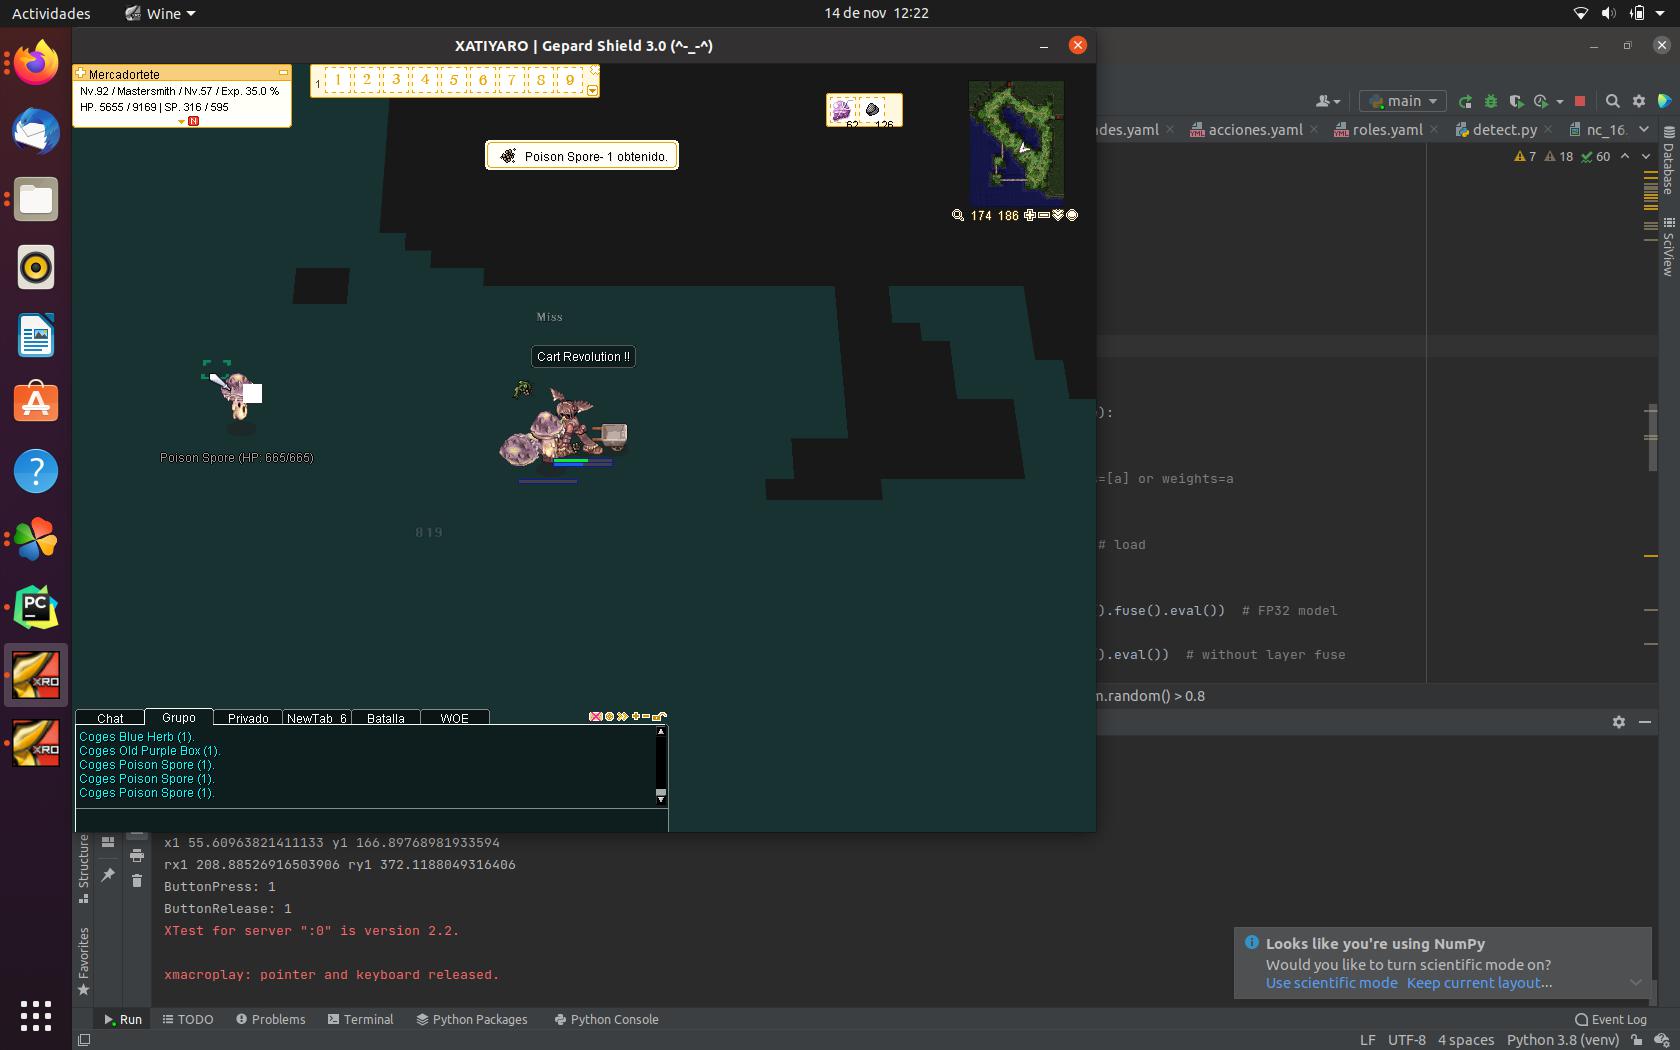 Actividades
Wine
14 de nov 12:22
XATIYARO | Gepard Shield 3.0 (^-_-^)
Mercadortete
Nv.92 / Mastersmith / Nv.57 / Exp. 35.0 %
HP. 5655 / 9169 | SP. 316 / 595
N
1
1 2 3 4 5 6 7 8 9
62 126
Poison Spore- 1 obtenido.
174 186
Miss
Cart Revolution !!
Poison Spore (HP: 665/665)
819
Chat Grupo Privado NewTab_6 Batalla WOE
Coges Blue Herb (1).
Coges Old Purple Box (1).
Coges Poison Spore (1).
Coges Poison Spore (1).
Coges Poison Spore (1).
main
des.yaml acciones.yaml roles.yaml detect.py nc_16.
7 18 60
):
=[a] or weights=a
# load
).fuse().eval()) # FP32 model
).eval()) # without layer fuse
m.random() > 0.8
Database
SciView
PC
XRO
XRO
Structure
Favorites
x1 55.60963821411133 y1 166.89768981933594
rx1 208.88526916503906 ry1 372.1188049316406
ButtonPress: 1
ButtonRelease: 1
XTest for server ":0" is version 2.2.
xmacroplay: pointer and keyboard released.
Looks like you're using NumPy
Would you like to turn scientific mode on?
Use scientific mode Keep current layout...
Run TODO Problems Terminal Python Packages Python Console
Event Log
LF UTF-8 4 spaces Python 3.8 (venv)